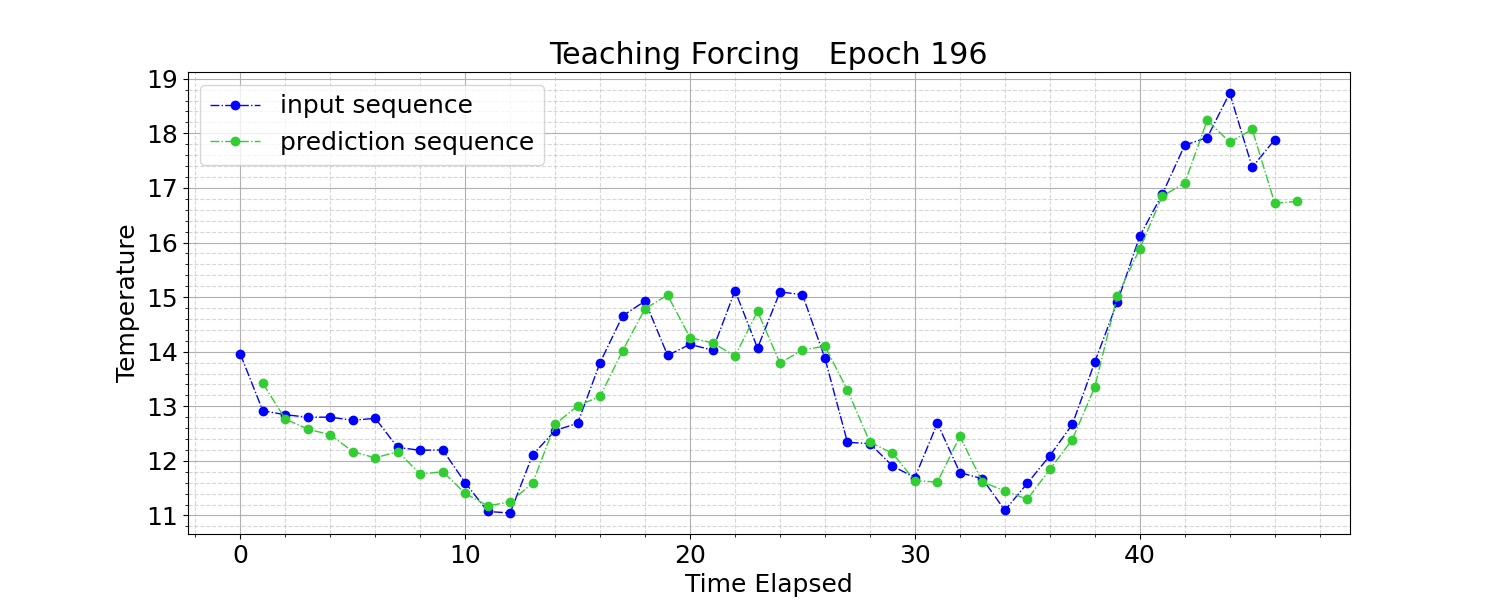 Teaching Forcing   Epoch 196
19
18
17
16
15
14
13
12
11
input sequence
prediction sequence
Temperature
0 10 20 30 40
Time Elapsed